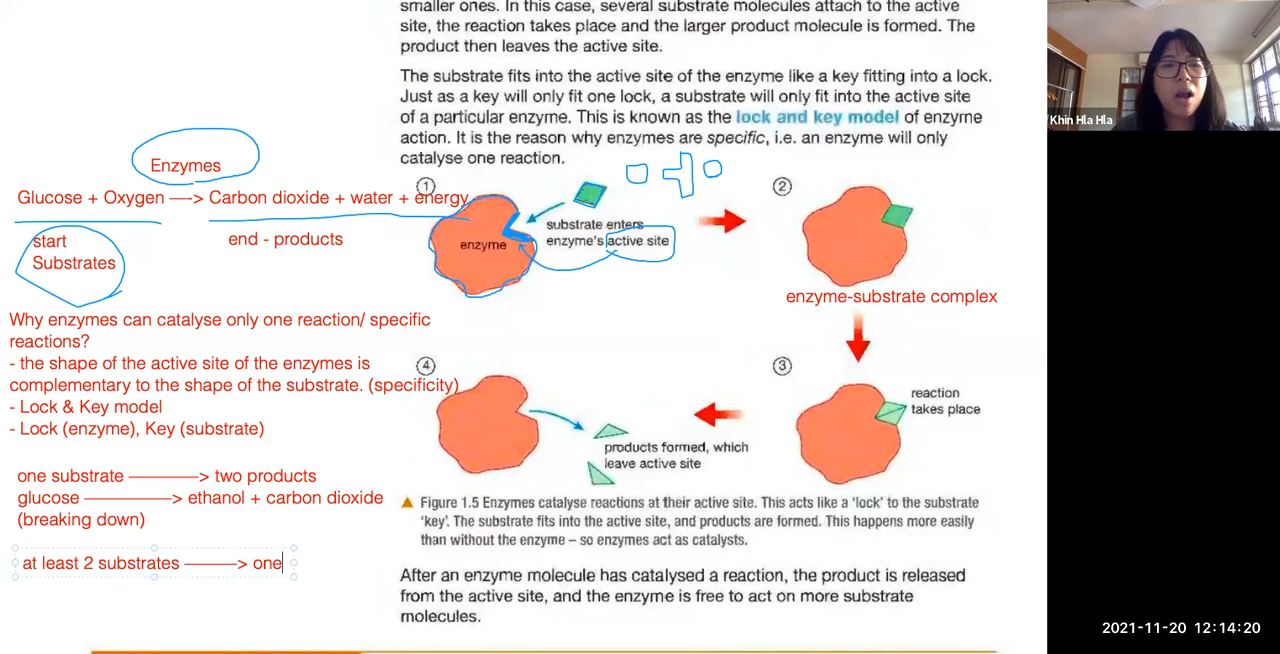 smaller ones. In this case, several substrate molecules attach to the active
site, the reaction takes place and the larger product molecule is formed. The
product then leaves the active site.
The substrate fits into the active site of the enzyme like a key fitting into a lock.
Just as a key will only fit one lock, a substrate will only fit into the active site
of a particular enzyme. This is known as the lock and key model of enzyme
action. It is the reason why enzymes are specific, i.e. an enzyme will only
catalyse one reaction.
Enzymes
Glucose + Oxygen ----> Carbon dioxide + water + energy
start
Substrates
end - products
Why enzymes can catalyse only one reaction/ specific
reactions?
- the shape of the active site of the enzymes is
complementary to the shape of the substrate. (specificity)
- Lock & Key model
- Lock (enzyme), Key (substrate)
one substrate ————> two products
glucose —————> ethanol + carbon dioxide
(breaking down)
at least 2 substrates ———> one
1
enzyme
substrate enters
enzyme's active site
2
enzyme-substrate complex
3
reaction
takes place
4
products formed, which
leave active site
▲ Figure 1.5 Enzymes catalyse reactions at their active site. This acts like a 'lock' to the substrate
'key'. The substrate fits into the active site, and products are formed. This happens more easily
than without the enzyme – so enzymes act as catalysts.
After an enzyme molecule has catalysed a reaction, the product is released
from the active site, and the enzyme is free to act on more substrate
molecules.
Khin Hla Hla
2021-11-20 12:14:20